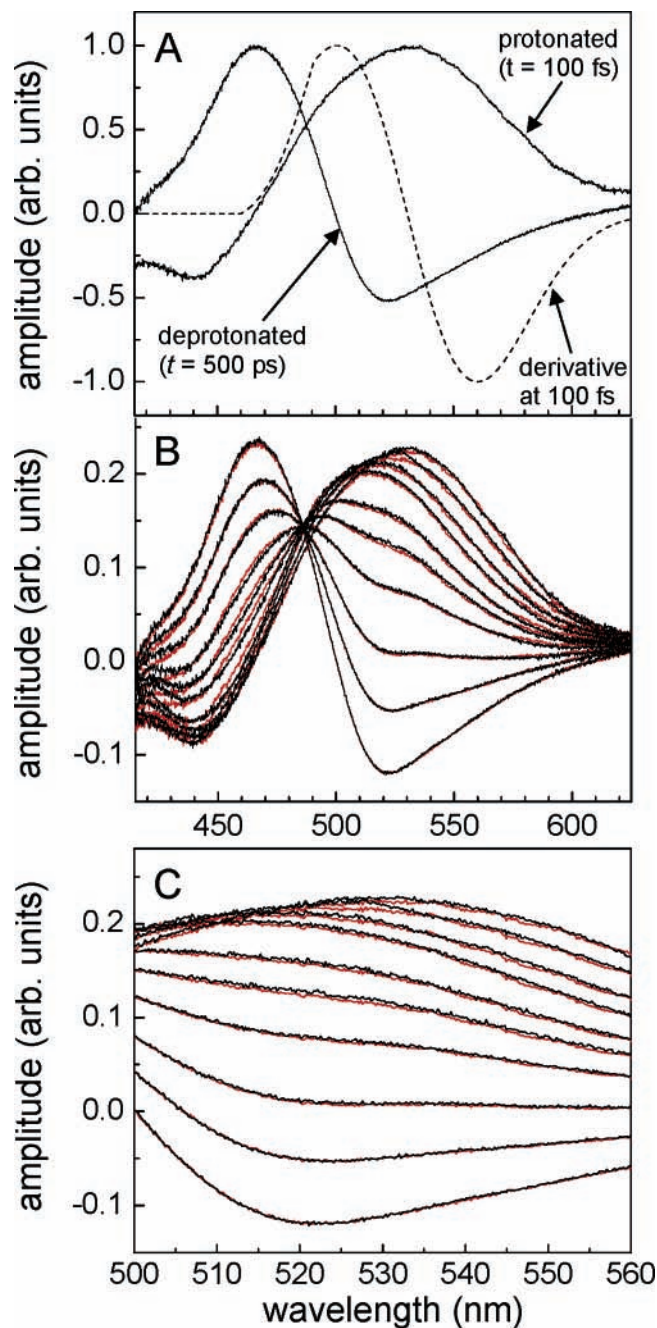 A
protonated
(t = 100 fs)
1.0
0.5
0.0
-0.5
-1.0
amplitude (arb. units)
deprotonated
(t = 500 ps)
derivative
at 100 fs
B
0.2
0.1
0.0
-0.1
amplitude (arb. units)
450 500 550 600
C
0.2
0.1
0.0
-0.1
amplitude (arb. units)
500 510 520 530 540 550 560
wavelength (nm)